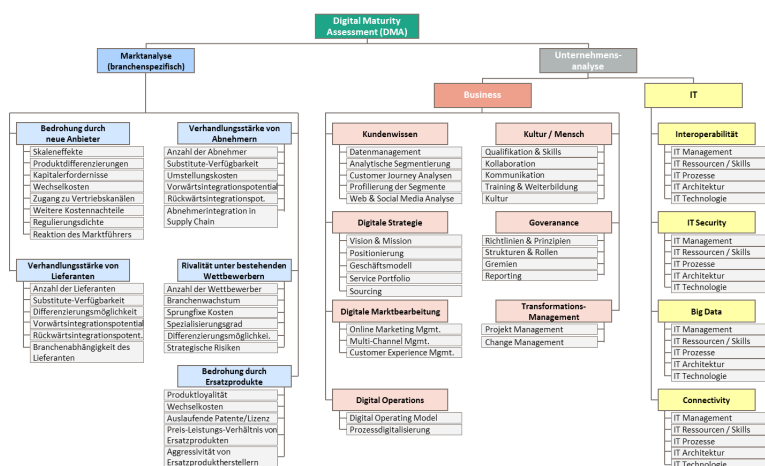 Digital Maturity
Assessment (DMA)
Marktanalyse
(branchenspezifisch)
Unternehmens-
analyse
Business
IT
Bedrohung durch
neue Anbieter
Skaleneffekte
Produktdifferenzierungen
Kapitalerfordernisse
Wechselkosten
Zugang zu Vertriebskanälen
Weitere Kostennachteile
Regulierungsdichte
Reaktion des Marktführers
Verhandlungsstärke von
Lieferanten
Anzahl der Lieferanten
Substitute-Verfügbarkeit
Differenzierungsmöglichkeit
Vorwärtsintegrationspotential
Rückwärtsintegrationspotent.
Branchenabhängigkeit des
Lieferanten
Verhandlungsstärke von
Abnehmern
Anzahl der Abnehmer
Substitute-Verfügbarkeit
Umstellungskosten
Vorwärtsintegrationspotential
Rückwärtsintegrationspot.
Abnehmerintegration in
Supply Chain
Rivalität unter bestehenden
Wettbewerbern
Anzahl der Wettbewerber
Branchenwachstum
Sprungfixe Kosten
Spezialisierungsgrad
Differenzierungsmöglichkei.
Strategische Risiken
Bedrohung durch
Ersatzprodukte
Produktloyalität
Wechselkosten
Auslaufende Patente/Lizenz
Preis-Leistungs-Verhältnis von
Ersatzprodukten
Aggressivität von
Ersatzproduktherstellern
Kundenwissen
Datenmanagement
Analytische Segmentierung
Customer Journey Analysen
Profilierung der Segmente
Web & Social Media Analyse
Digitale Strategie
Vision & Mission
Positionierung
Geschäftsmodell
Service Portfolio
Sourcing
Digitale Marktbearbeitung
Online Marketing Mgmt.
Multi-Channel Mgmt.
Customer Experience Mgmt.
Digital Operations
Digital Operating Model
Prozessdigitalisierung
Kultur / Mensch
Qualifikation & Skills
Kollaboration
Kommunikation
Training & Weiterbildung
Kultur
Goveranance
Richtlinien & Prinzipien
Strukturen & Rollen
Gremien
Reporting
Transformations-
Management
Projekt Management
Change Management
Interoperabilität
IT Management
IT Ressourcen / Skills
IT Prozesse
IT Architektur
IT Technologie
IT Security
IT Management
IT Ressourcen / Skills
IT Prozesse
IT Architektur
IT Technologie
Big Data
IT Management
IT Ressourcen / Skills
IT Prozesse
IT Architektur
IT Technologie
Connectivity
IT Management
IT Ressourcen / Skills
IT Prozesse
IT Architektur
IT Technologie